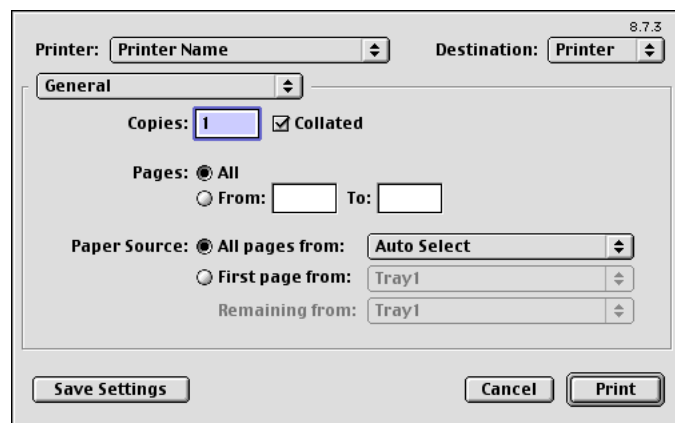 8.7.3
Printer: Printer Name Destination: Printer
General
Copies: 1 Collated
Pages: All
From: To:
Paper Source: All pages from: Auto Select
First page from: Tray1
Remaining from: Tray1
Save Settings Cancel Print